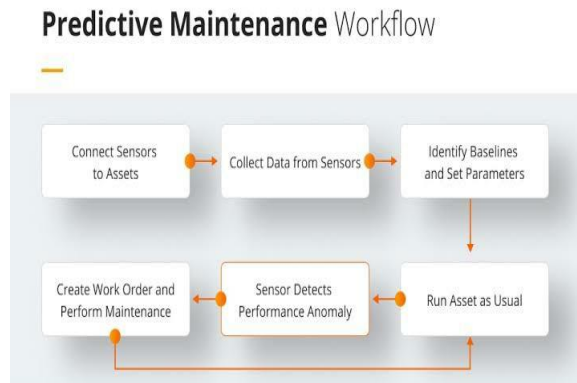 Predictive Maintenance Workflow
Connect Sensors
to Assets
Collect Data from Sensors
Identify Baselines
and Set Parameters
Create Work Order and
Perform Maintenance
Sensor Detects
Performance Anomaly
Run Asset as Usual